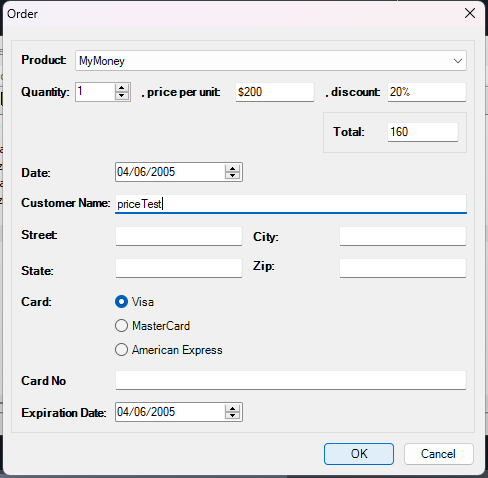 Order
Product: MyMoney
Quantity: 1 , price per unit: $200 , discount: 20%
Total: 160
Date: 04/06/2005
Customer Name: priceTest
Street: City:
State: Zip:
Card: Visa
MasterCard
American Express
Card No
Expiration Date: 04/06/2005
OK Cancel